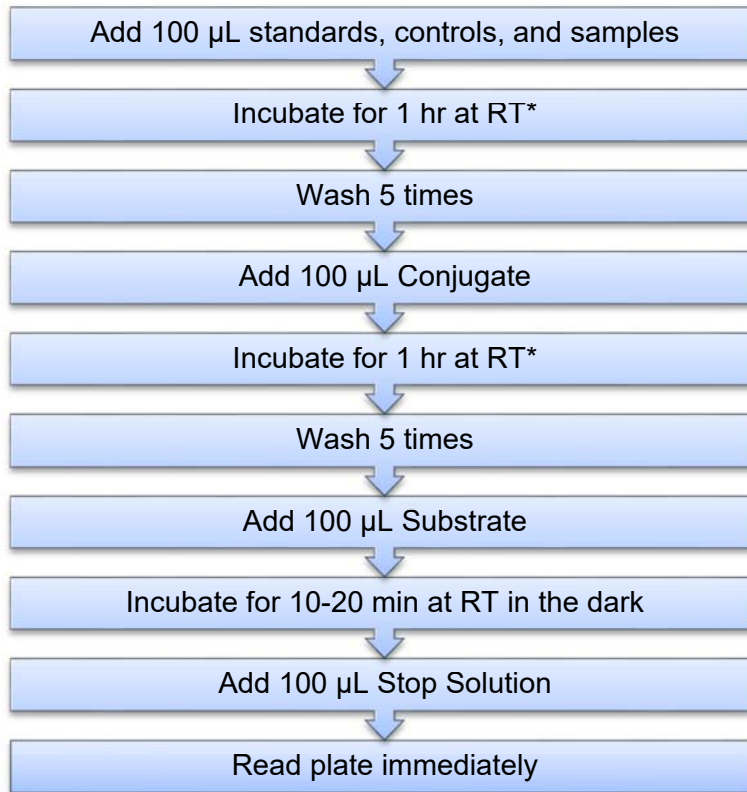 Add 100 µL standards, controls, and samples
Incubate for 1 hr at RT*
Wash 5 times
Add 100 µL Conjugate
Incubate for 1 hr at RT*
Wash 5 times
Add 100 µL Substrate
Incubate for 10-20 min at RT in the dark
Add 100 µL Stop Solution
Read plate immediately